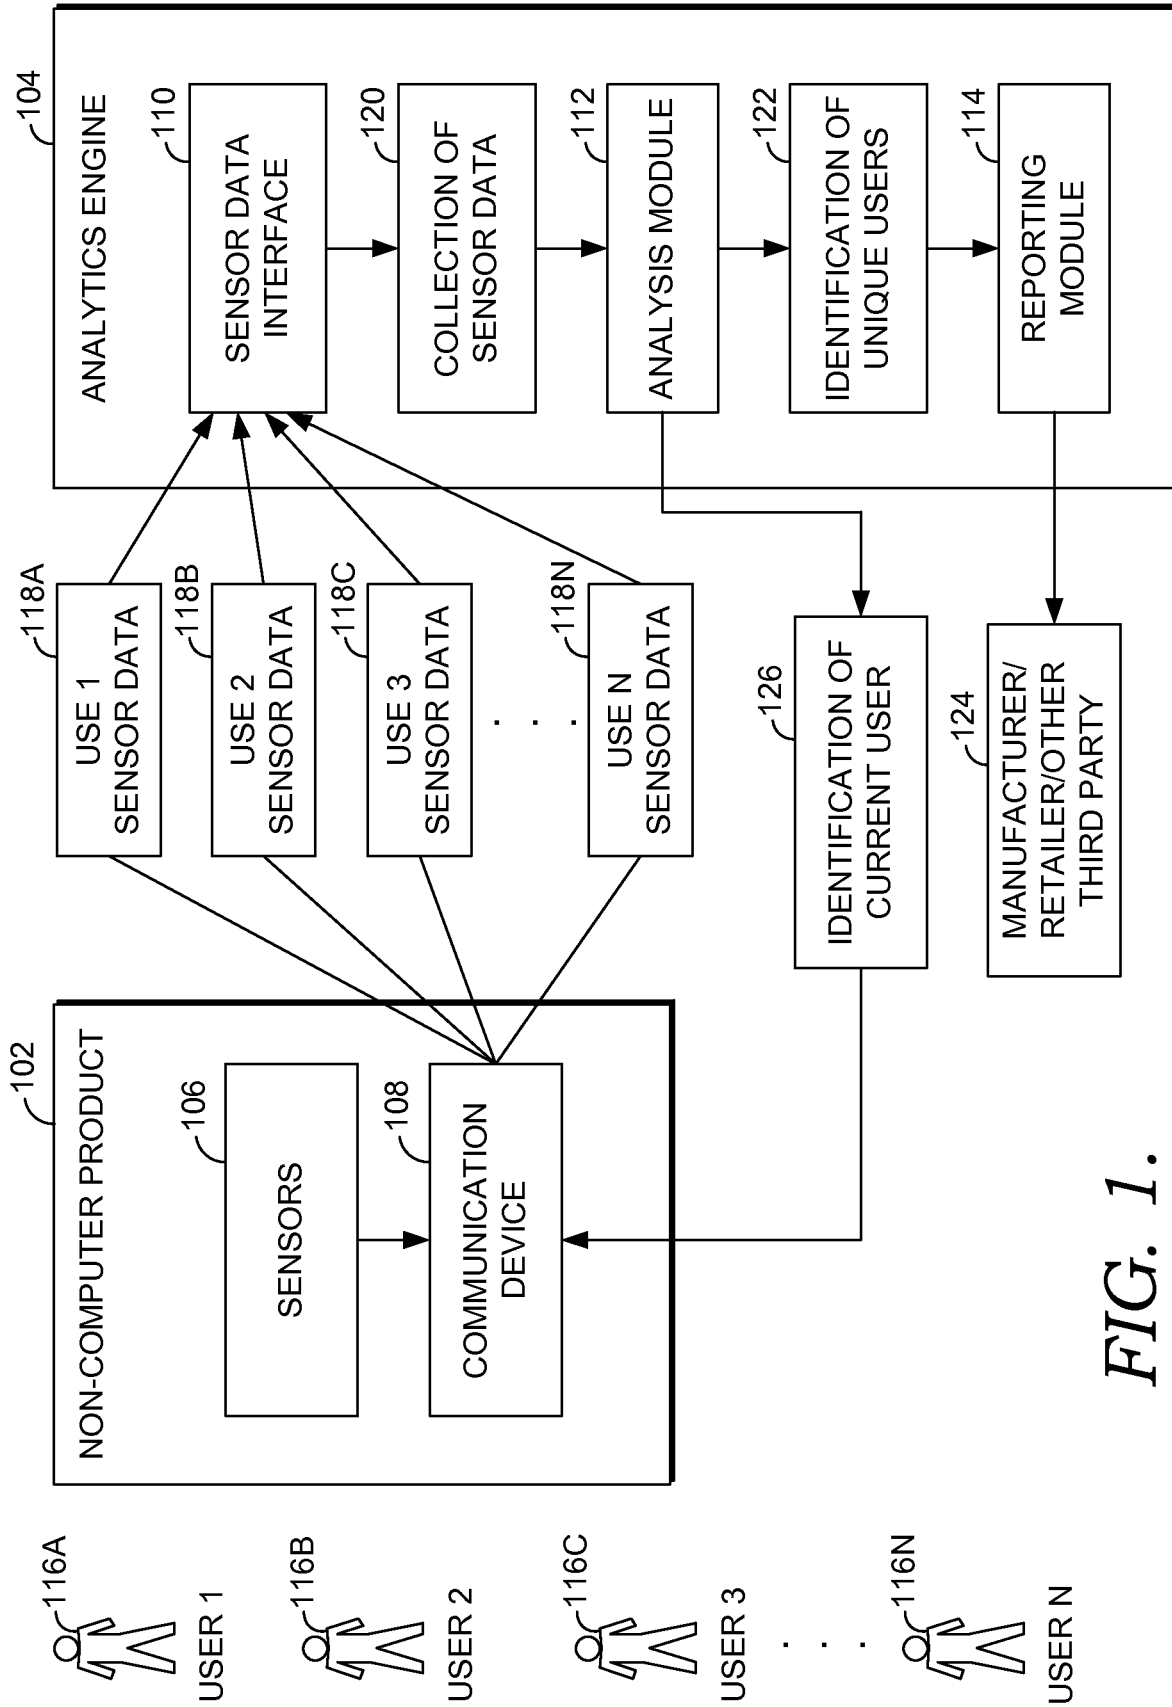 116A
USER 1
116B
USER 2
116C
USER 3
. . .
116N
USER N
102
NON-COMPUTER PRODUCT
106
SENSORS
108
COMMUNICATION
DEVICE
118A
USE 1
SENSOR DATA
118B
USE 2
SENSOR DATA
118C
USE 3
SENSOR DATA
. . .
118N
USE N
SENSOR DATA
126
IDENTIFICATION OF
CURRENT USER
124
MANUFACTURER/
RETAILER/OTHER
THIRD PARTY
104
ANALYTICS ENGINE
110
SENSOR DATA
INTERFACE
120
COLLECTION OF
SENSOR DATA
112
ANALYSIS MODULE
122
IDENTIFICATION OF
UNIQUE USERS
114
REPORTING
MODULE
FIG. 1.